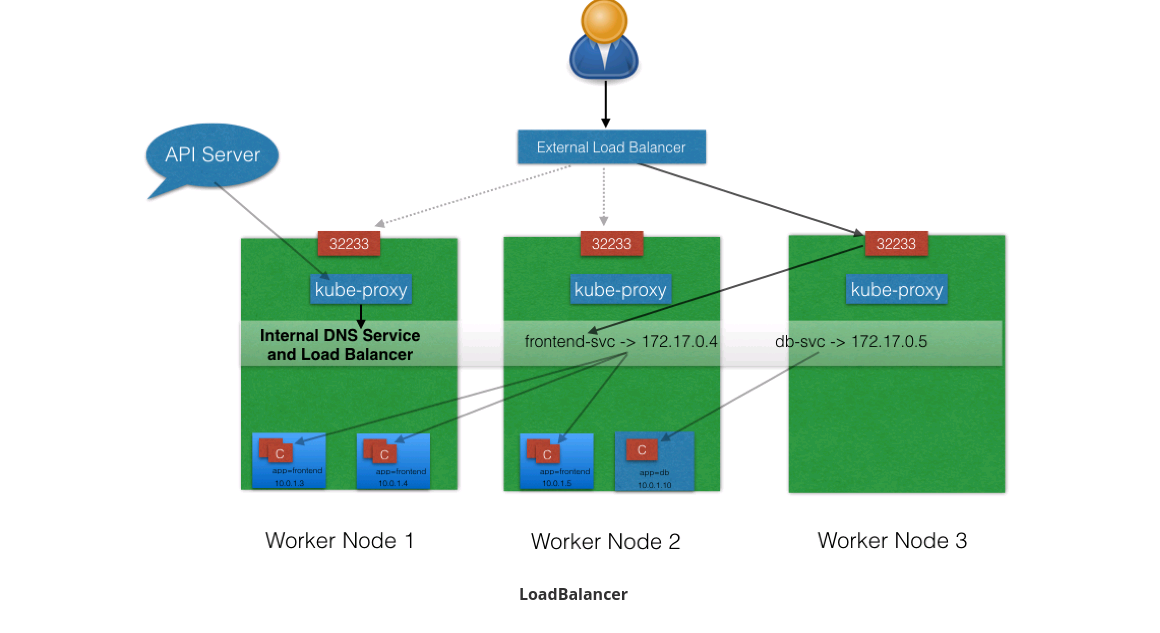 External Load Balancer
API Server
32233
32233
32233
kube-proxy
kube-proxy
kube-proxy
Internal DNS Service
and Load Balancer
frontend-svc -> 172.17.0.4
db-svc -> 172.17.0.5
C
app=frontend
10.0.1.3
C
app=frontend
10.0.1.4
C
app=frontend
10.0.1.5
C
app=db
10.0.1.10
Worker Node 1
Worker Node 2
Worker Node 3
LoadBalancer